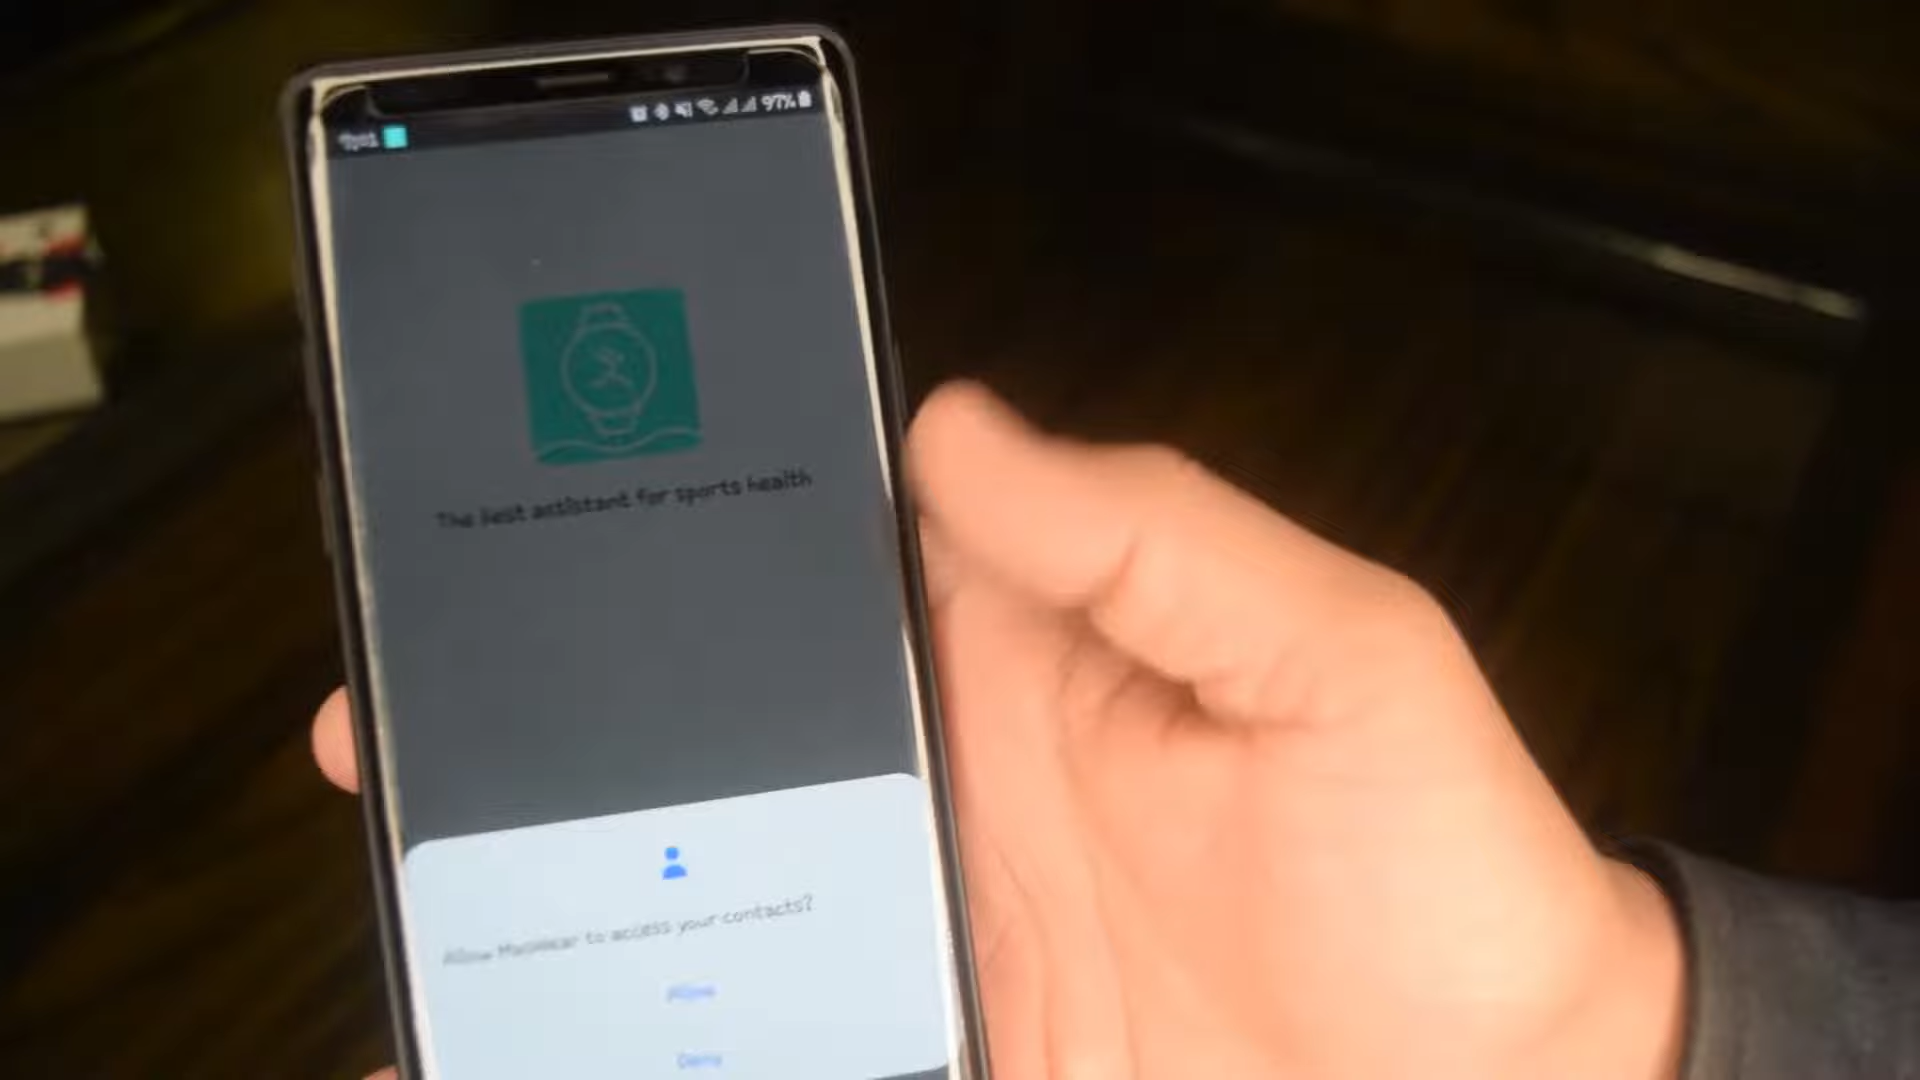 97%
The best assistant for sports health
Allow to access your contacts?
Allow
Deny